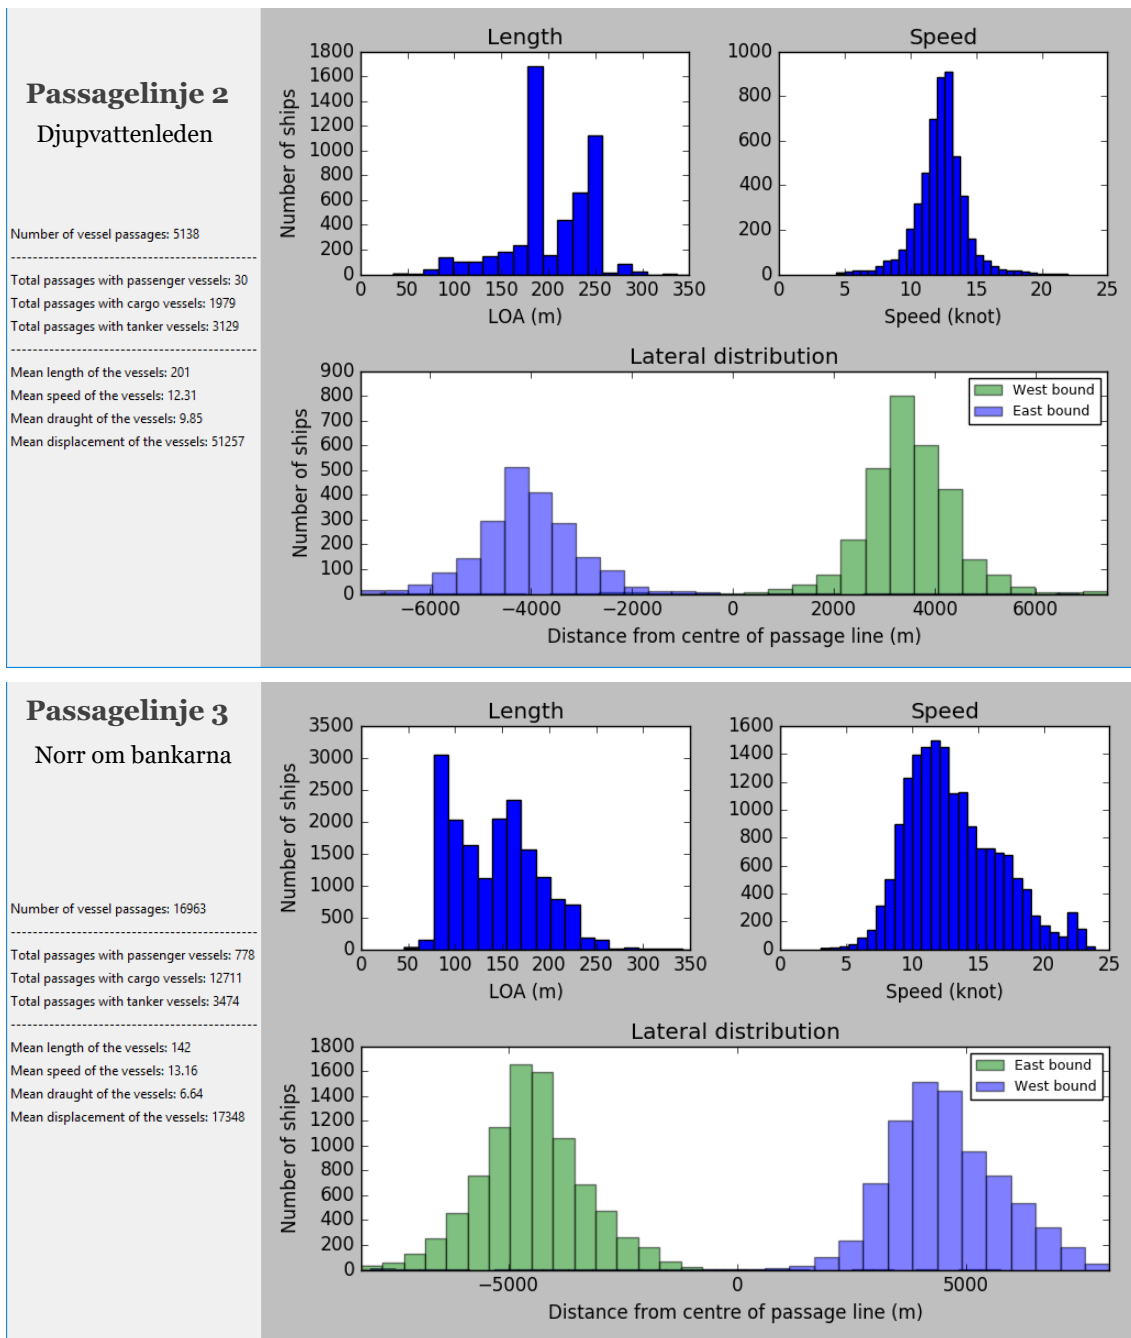 Passagelinje 2
Djupvattenleden
Number of vessel passages: 5138
Total passages with passenger vessels: 30
Total passages with cargo vessels: 1979
Total passages with tanker vessels: 3129
Mean length of the vessels: 201
Mean speed of the vessels: 12.31
Mean draught of the vessels: 9.85
Mean displacement of the vessels: 51257
Length
Number of ships
1800
1600
1400
1200
1000
800
600
400
200
0
0 50 100 150 200 250 300 350
LOA (m)
Speed
1000
800
600
400
200
0
0 5 10 15 20 25
Speed (knot)
Lateral distribution
Number of ships
900
800
700
600
500
400
300
200
100
0
West bound
East bound
−6000 −4000 −2000 0 2000 4000 6000
Distance from centre of passage line (m)
Passagelinje 3
Norr om bankarna
Number of vessel passages: 16963
Total passages with passenger vessels: 778
Total passages with cargo vessels: 12711
Total passages with tanker vessels: 3474
Mean length of the vessels: 142
Mean speed of the vessels: 13.16
Mean draught of the vessels: 6.64
Mean displacement of the vessels: 17348
Length
Number of ships
3500
3000
2500
2000
1500
1000
500
0
0 50 100 150 200 250 300 350
LOA (m)
Speed
1600
1400
1200
1000
800
600
400
200
0
0 5 10 15 20 25
Speed (knot)
Lateral distribution
Number of ships
1800
1600
1400
1200
1000
800
600
400
200
0
East bound
West bound
−5000 0 5000
Distance from centre of passage line (m)